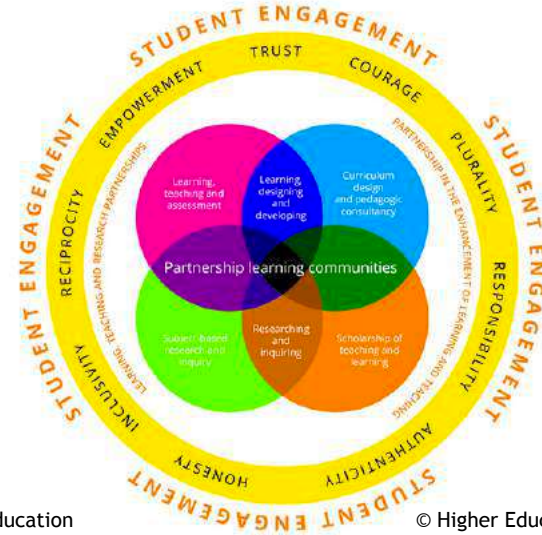 STUDENT ENGAGEMENT
STUDENT ENGAGEMENT
STUDENT ENGAGEMENT
STUDENT ENGAGEMENT
TRUST
COURAGE
PLURALITY
RESPONSIBILITY
AUTHENTICITY
HONESTY
INCLUSIVITY
RECIPROCITY
EMPOWERMENT
LEARNING, TEACHING AND RESEARCH PARTNERSHIPS
PARTNERSHIP IN THE ENHANCEMENT OF LEARNING AND TEACHING
Learning,
teaching and
assessment
Learning,
designing
and
developing
Curriculum
design
and pedagogic
consultancy
Partnership learning communities
Subject-based
research and
inquiry
Researching
and
inquiring
Scholarship of
teaching and
learning
ducation
© Higher Educ